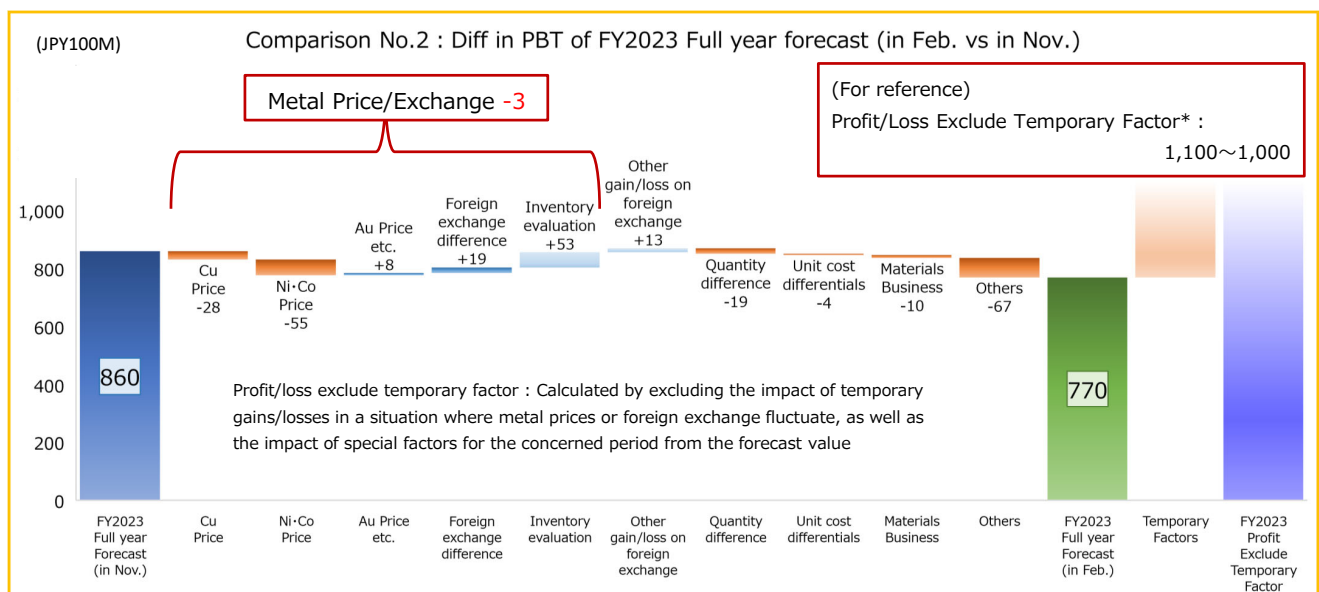 (JPY100M)
Comparison No.2 : Diff in PBT of FY2023 Full year forecast (in Feb. vs in Nov.)
Metal Price/Exchange -3
(For reference)
Profit/Loss Exclude Temporary Factor* :
1,100～1,000
1,000
800
600
400
200
0
860
Cu
Price
-28
Ni・Co
Price
-55
Au Price
etc.
+8
Foreign
exchange
difference
+19
Inventory
evaluation
+53
Other
gain/loss on
foreign
exchange
+13
Quantity
difference
-19
Unit cost
differentials
-4
Materials
Business
-10
Others
-67
770
Profit/loss exclude temporary factor : Calculated by excluding the impact of temporary
gains/losses in a situation where metal prices or foreign exchange fluctuate, as well as
the impact of special factors for the concerned period from the forecast value
FY2023
Full year
Forecast
(in Nov.)
Cu
Price
Ni・Co
Price
Au Price
etc.
Foreign
exchange
difference
Inventory
evaluation
Other
gain/loss on
foreign
exchange
Quantity
difference
Unit cost
differentials
Materials
Business
Others
FY2023
Full year
Forecast
(in Feb.)
Temporary
Factors
FY2023
Profit
Exclude
Temporary
Factor